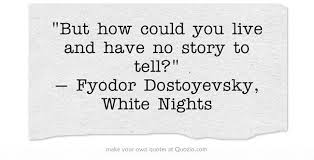 "But how could you live
and have no story to
tell?"
— Fyodor Dostoyevsky,
White Nights
make your own quotes at Quozio.com